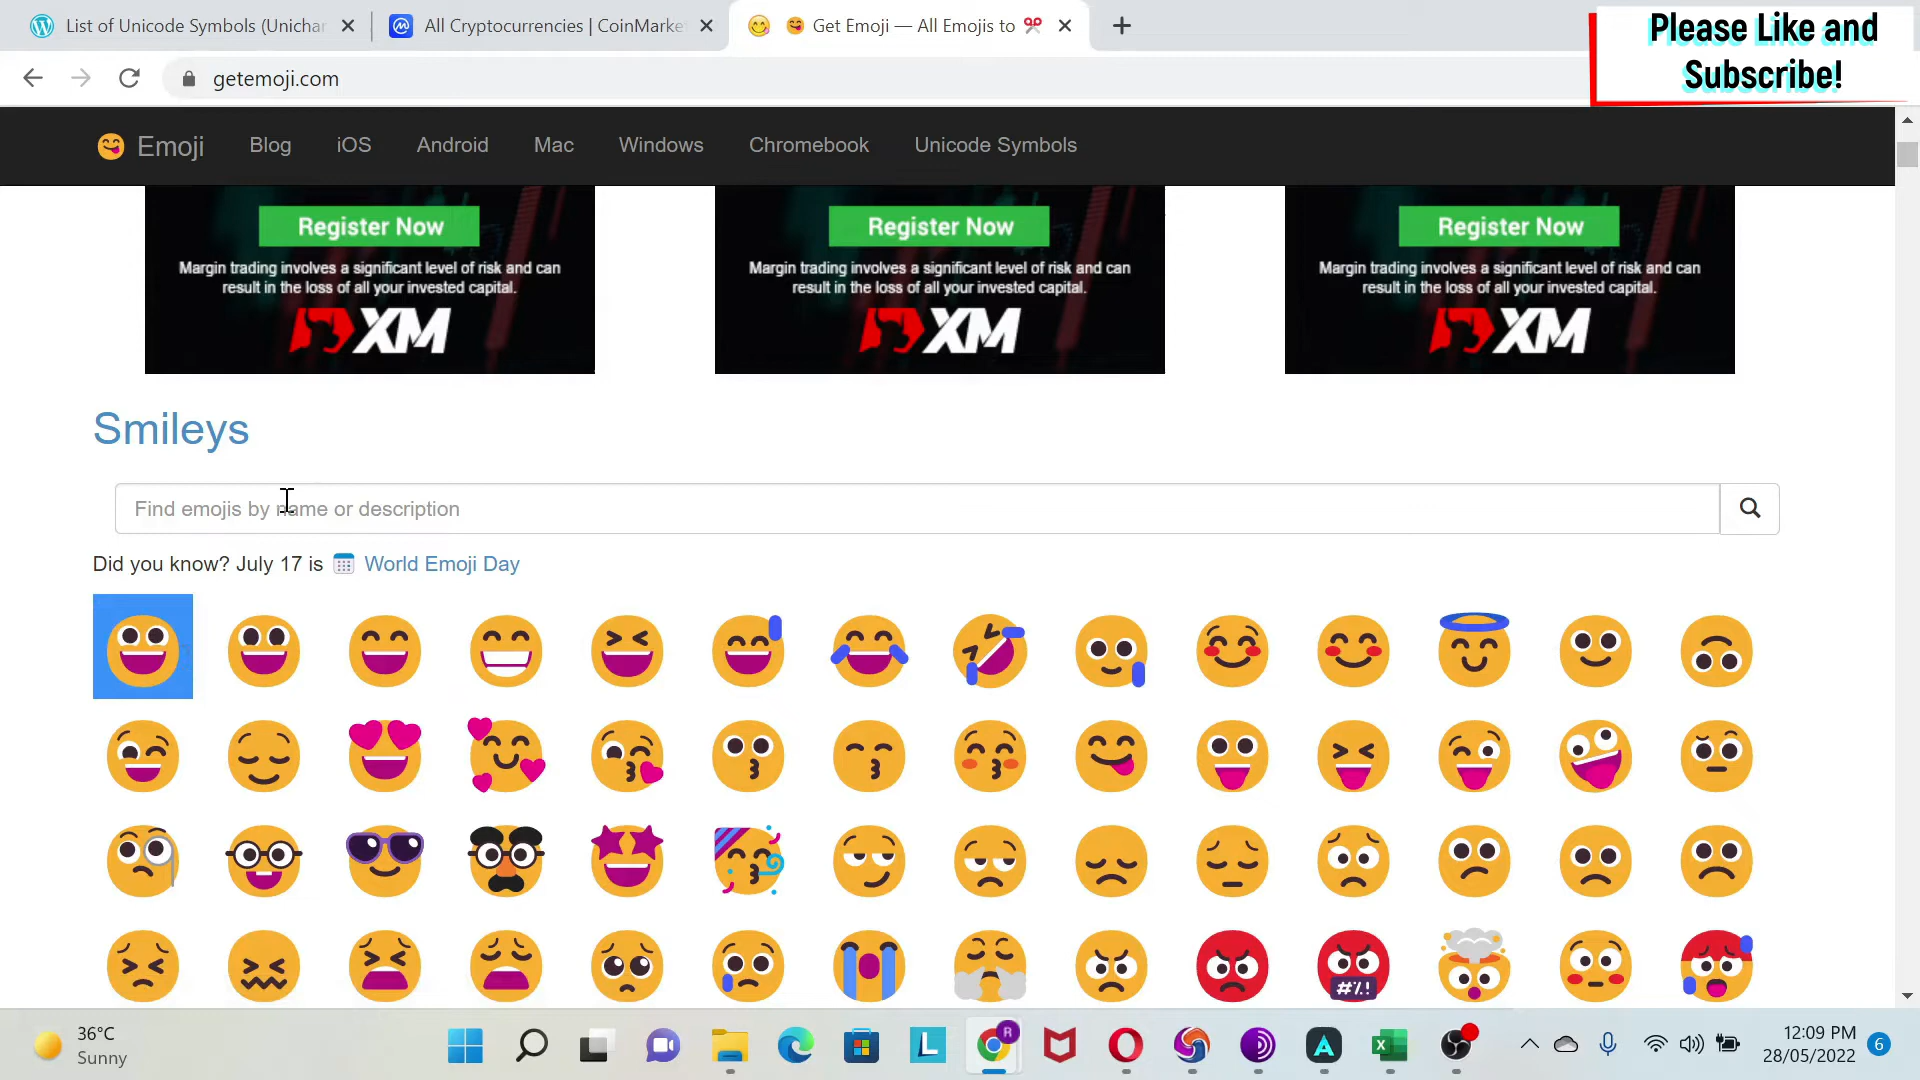 List of Unicode Symbols (Unichar
All Cryptocurrencies | CoinMarke
Get Emoji — All Emojis to
Please Like and
Subscribe!
getemoji.com
Emoji
Blog
iOS
Android
Mac
Windows
Chromebook
Unicode Symbols
Register Now
Margin trading involves a significant level of risk and can
result in the loss of all your invested capital.
XM
Register Now
Margin trading involves a significant level of risk and can
result in the loss of all your invested capital.
XM
Register Now
Margin trading involves a significant level of risk and can
result in the loss of all your invested capital.
XM
Smileys
Find emojis by name or description
Did you know? July 17 is World Emoji Day
#%!
36°C
Sunny
L
R
12:09 PM
28/05/2022
6